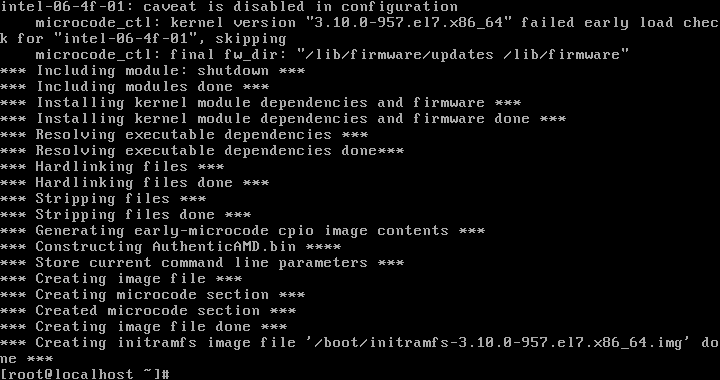 intel-06-4f-01: caveat is disabled in configuration
    microcode_ctl: kernel version "3.10.0-957.el7.x86_64" failed early load chec
k for "intel-06-4f-01", skipping
    microcode_ctl: final fw_dir: "/lib/firmware/updates /lib/firmware"
*** Including module: shutdown ***
*** Including modules done ***
*** Installing kernel module dependencies and firmware ***
*** Installing kernel module dependencies and firmware done ***
*** Resolving executable dependencies ***
*** Resolving executable dependencies done***
*** Hardlinking files ***
*** Hardlinking files done ***
*** Stripping files ***
*** Stripping files done ***
*** Generating early-microcode cpio image contents ***
*** Constructing AuthenticAMD.bin ****
*** Store current command line parameters ***
*** Creating image file ***
*** Creating microcode section ***
*** Created microcode section ***
*** Creating image file done ***
*** Creating initramfs image file '/boot/initramfs-3.10.0-957.el7.x86_64.img' do
ne ***
[root@localhost ~]#